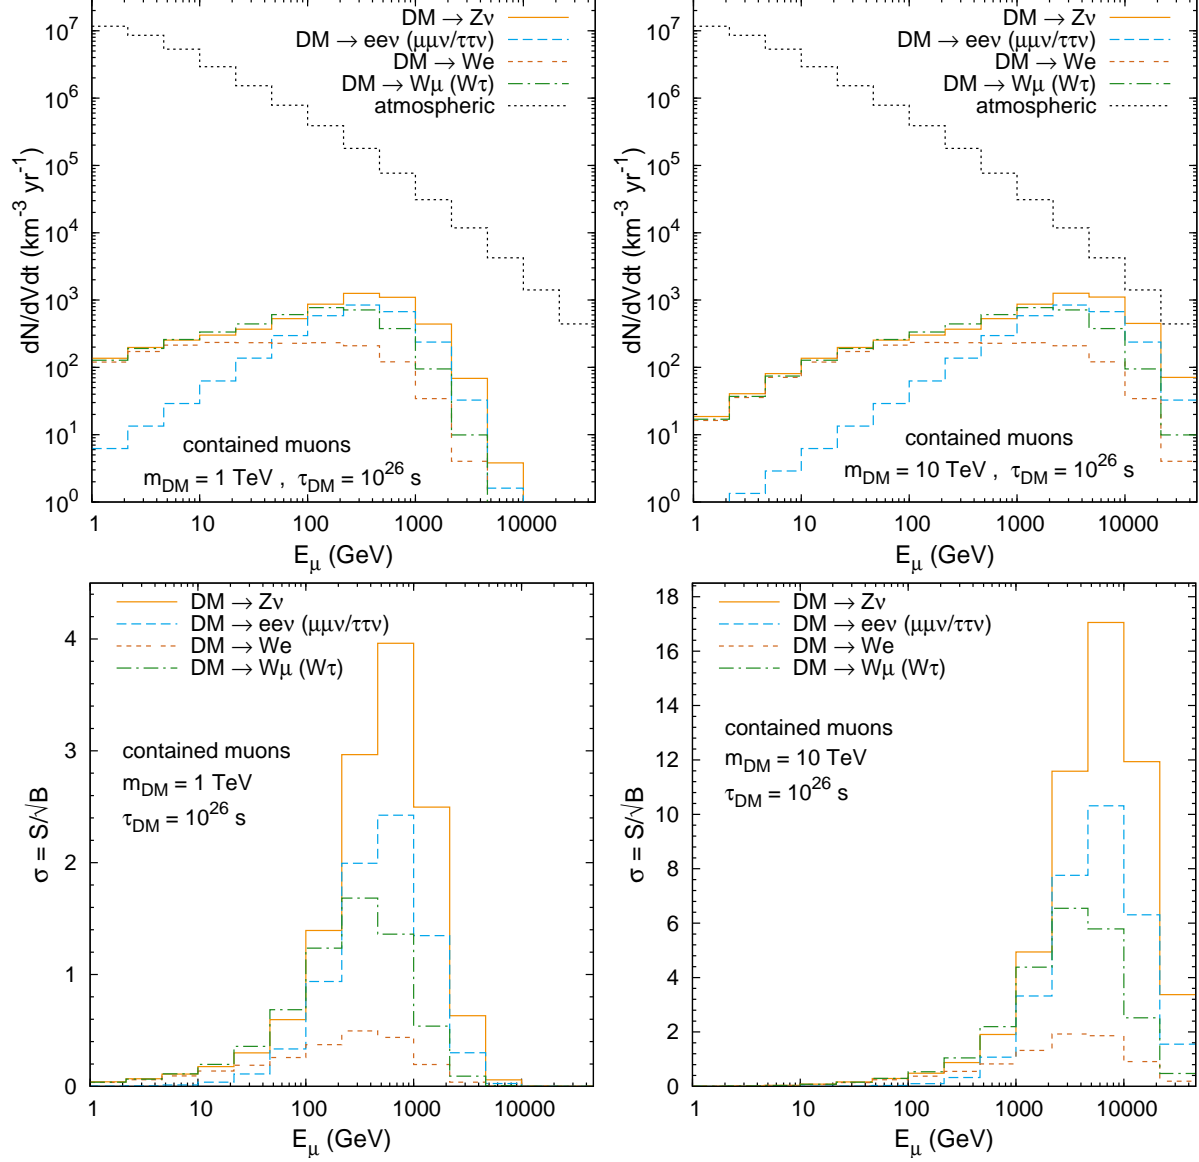 DM → Zν
DM → eeν (μμν/ττν)
DM → We
DM → Wμ (Wτ)
atmospheric
10^7
10^6
10^5
10^4
10^3
10^2
10^1
10^0
dN/dVdt (km^-3 yr^-1)
contained muons
m_DM = 1 TeV , τ_DM = 10^26 s
1
10
100
1000
10000
E_μ (GeV)
DM → Zν
DM → eeν (μμν/ττν)
DM → We
DM → Wμ (Wτ)
atmospheric
10^7
10^6
10^5
10^4
10^3
10^2
10^1
10^0
dN/dVdt (km^-3 yr^-1)
contained muons
m_DM = 10 TeV , τ_DM = 10^26 s
1
10
100
1000
10000
E_μ (GeV)
DM → Zν
DM → eeν (μμν/ττν)
DM → We
DM → Wμ (Wτ)
4
3
2
1
0
σ = S/√B
contained muons
m_DM = 1 TeV
τ_DM = 10^26 s
1
10
100
1000
10000
E_μ (GeV)
DM → Zν
DM → eeν (μμν/ττν)
DM → We
DM → Wμ (Wτ)
18
16
14
12
10
8
6
4
2
0
σ = S/√B
contained muons
m_DM = 10 TeV
τ_DM = 10^26 s
1
10
100
1000
10000
E_μ (GeV)